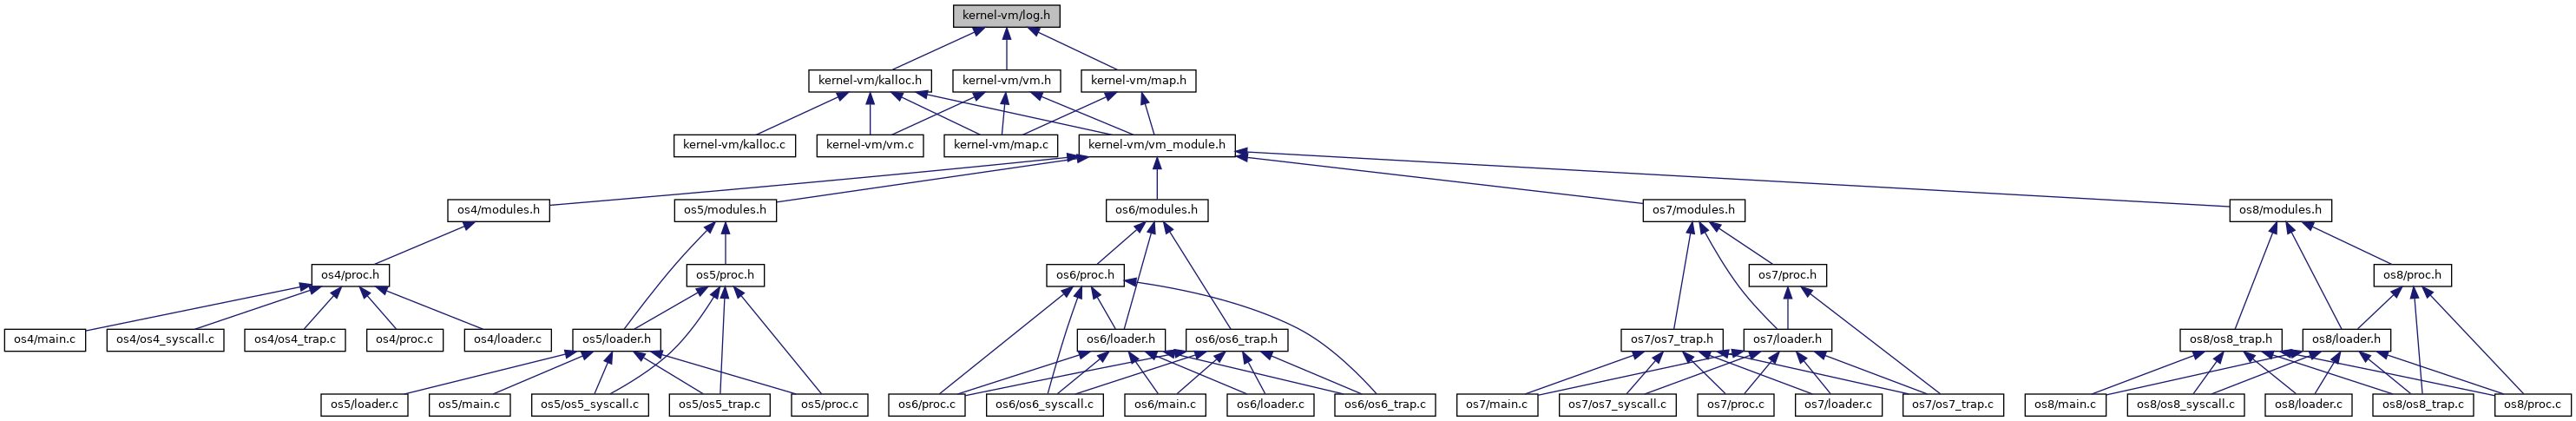 kernel-vm/log.h
kernel-vm/kalloc.h
kernel-vm/vm.h
kernel-vm/map.h
kernel-vm/kalloc.c
kernel-vm/vm.c
kernel-vm/map.c
kernel-vm/vm_module.h
os4/modules.h
os5/modules.h
os6/modules.h
os7/modules.h
os8/modules.h
os4/proc.h
os5/proc.h
os6/proc.h
os7/proc.h
os8/proc.h
os4/main.c
os4/os4_syscall.c
os4/os4_trap.c
os4/proc.c
os4/loader.c
os5/loader.h
os6/loader.h
os6/os6_trap.h
os7/os7_trap.h
os7/loader.h
os8/os8_trap.h
os8/loader.h
os5/loader.c
os5/main.c
os5/os5_syscall.c
os5/os5_trap.c
os5/proc.c
os6/proc.c
os6/os6_syscall.c
os6/main.c
os6/loader.c
os6/os6_trap.c
os7/main.c
os7/os7_syscall.c
os7/proc.c
os7/loader.c
os7/os7_trap.c
os8/main.c
os8/os8_syscall.c
os8/loader.c
os8/os8_trap.c
os8/proc.c